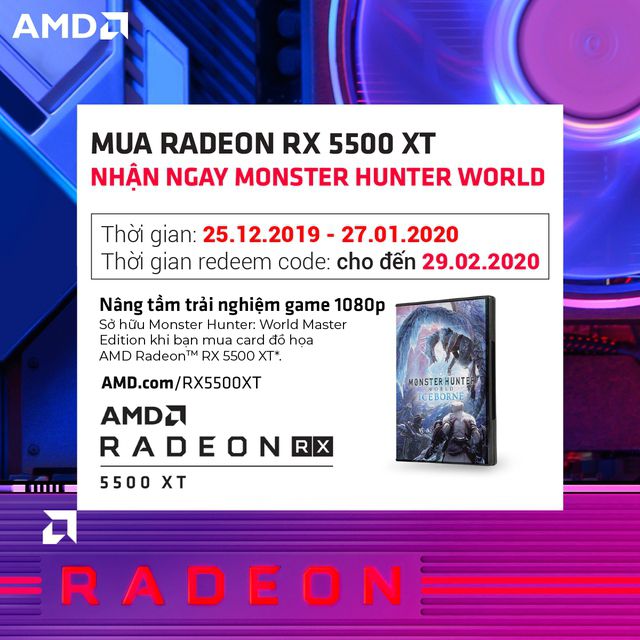 AMD
MUA RADEON RX 5500 XT
NHẬN NGAY MONSTER HUNTER WORLD
Thời gian: 25.12.2019 - 27.01.2020
Thời gian redeem code: cho đến 29.02.2020
Nâng tầm trải nghiệm game 1080p
Sở hữu Monster Hunter: World Master
Edition khi bạn mua card đồ họa
AMD Radeon™ RX 5500 XT*.
AMD.com/RX5500XT
AMD
RADEON RX
5500 XT
MONSTER HUNTER
WORLD
ICEBORNE
RADEON